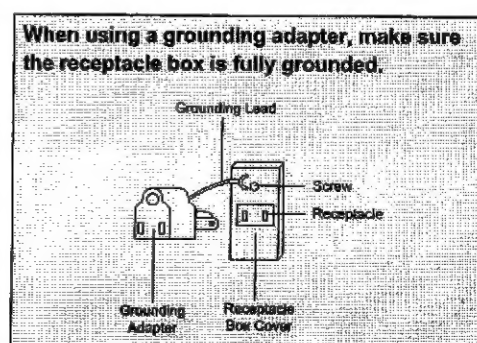 When using a grounding adapter, make sure
the receptacle box is fully grounded.
Grounding Lead
Screw
Receptacle
Grounding
Adapter
Receptacle
Box Cover